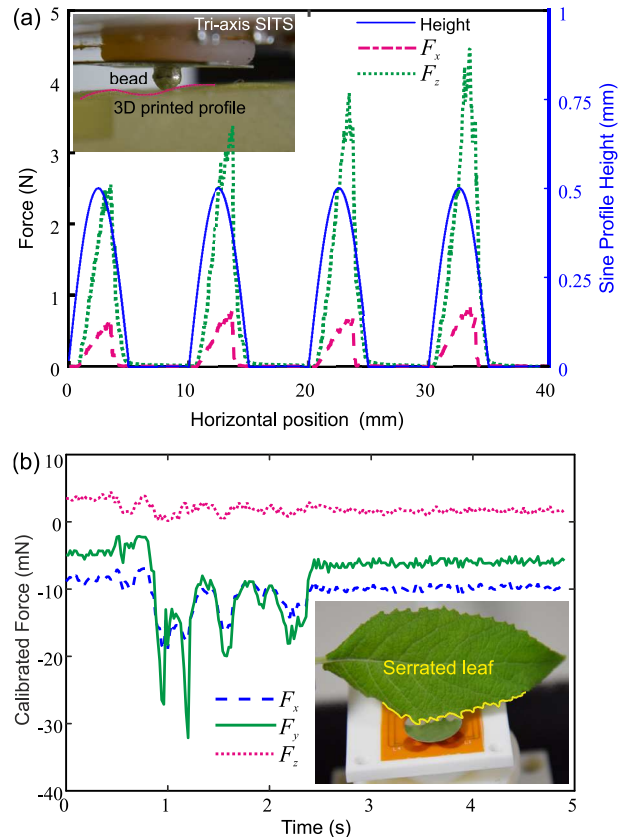 (a)
Tri-axis SITS
bead
3D printed profile
Height
Fx
Fz
5
4
3
2
1
0
Force (N)
1
0.75
0.5
0.25
0
Sine Profile Height (mm)
0 10 20 30 40
Horizontal position (mm)
(b)
10
0
-10
-20
-30
-40
Calibrated Force (mN)
Serrated leaf
Fx
Fy
Fz
0 1 2 3 4 5
Time (s)